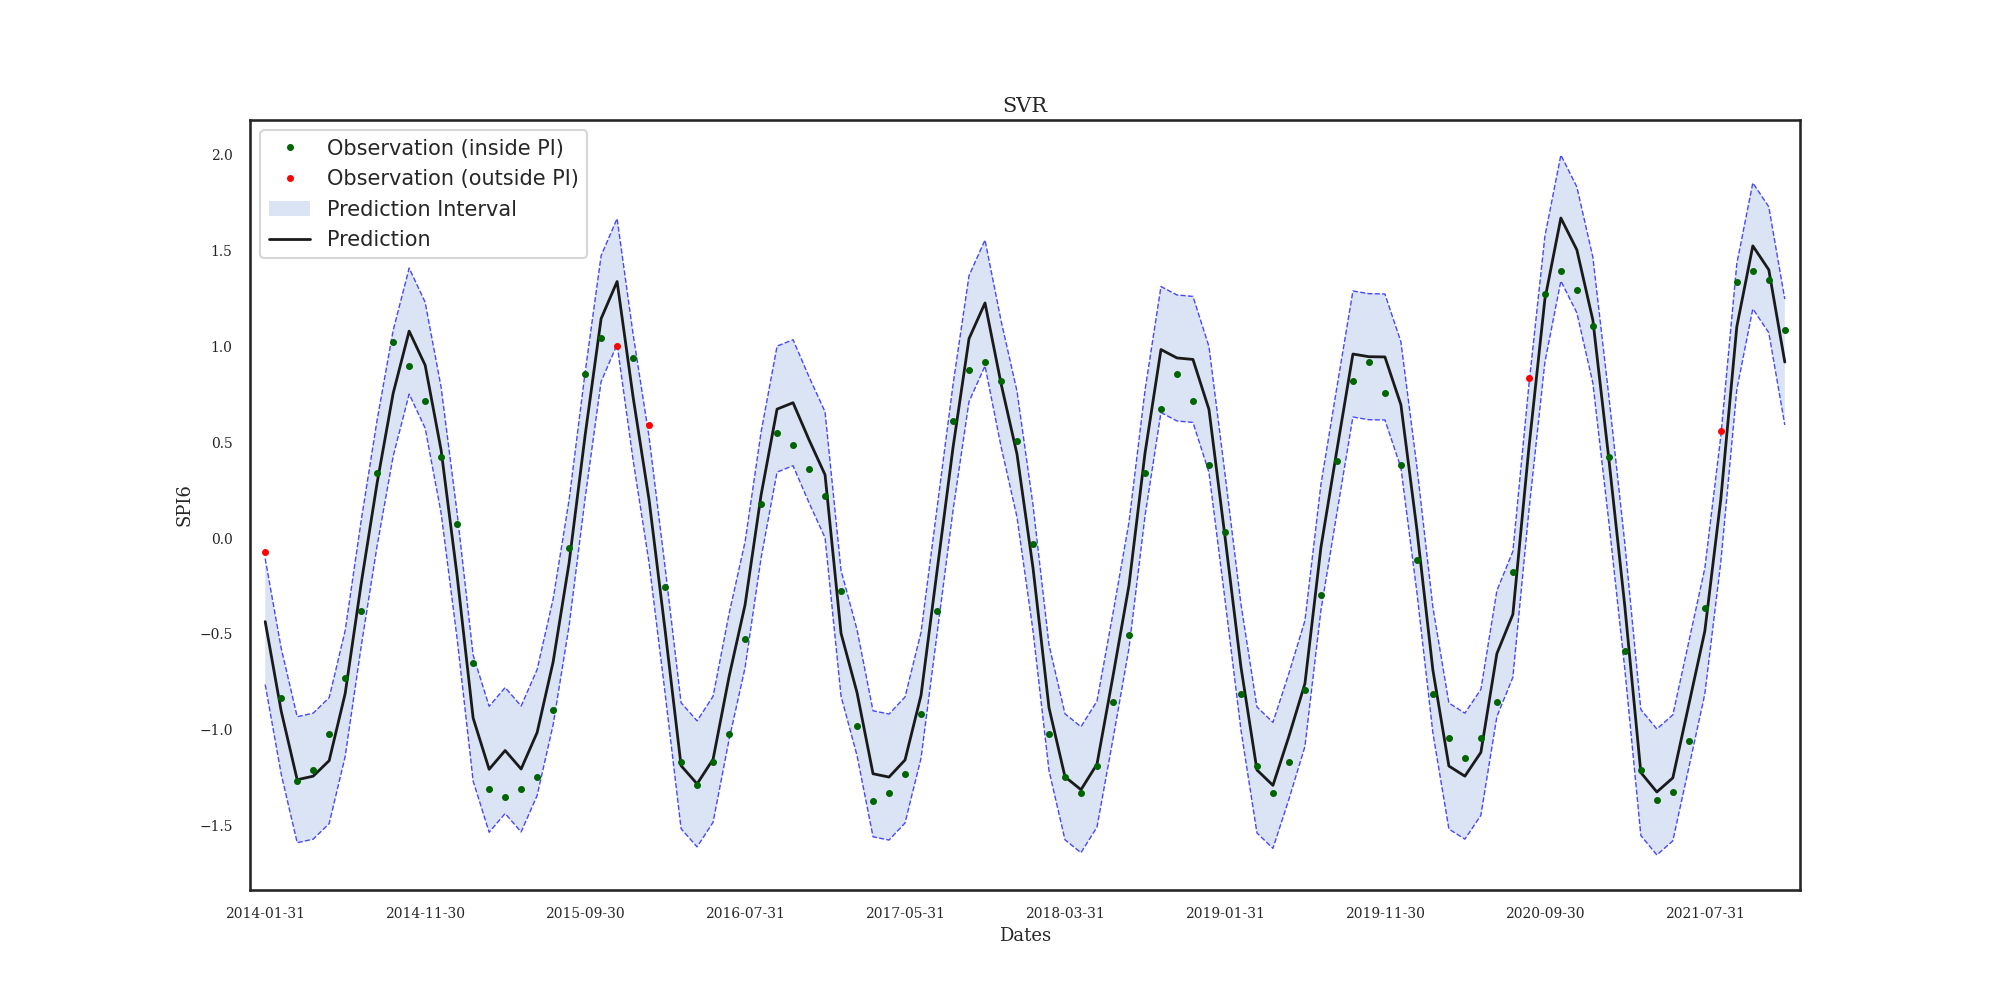 SVR
Observation (inside PI)
Observation (outside PI)
Prediction Interval
Prediction
2.0
1.5
1.0
0.5
0.0
−0.5
−1.0
−1.5
SPI6
2014-01-31 2014-11-30 2015-09-30 2016-07-31 2017-05-31 2018-03-31 2019-01-31 2019-11-30 2020-09-30 2021-07-31
Dates